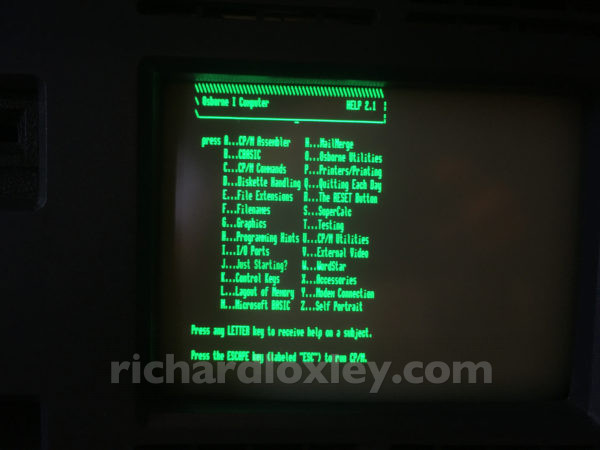 Osborne I Computer HELP 2.1
press A...CP/M Assembler N...MailMerge
B...CBASIC O...Osborne Utilities
C...CP/M Commands P...Printers/Printing
D...Diskette Handling Q...Quitting Each Day
E...File Extensions R...The RESET Button
F...Filenames S...SuperCalc
G...Graphics T...Testing
H...Programming Hints U...CP/M Utilities
I...I/O Ports V...External Video
J...Just Starting? W...WordStar
K...Control Keys X...Accessories
L...Layout of Memory Y...Modem Connection
M...Microsoft BASIC Z...Self Portrait
Press any LETTER key to receive help on a subject.
Press the ESCAPE key (labeled "ESC") to run CP/M.
richardloxley.com